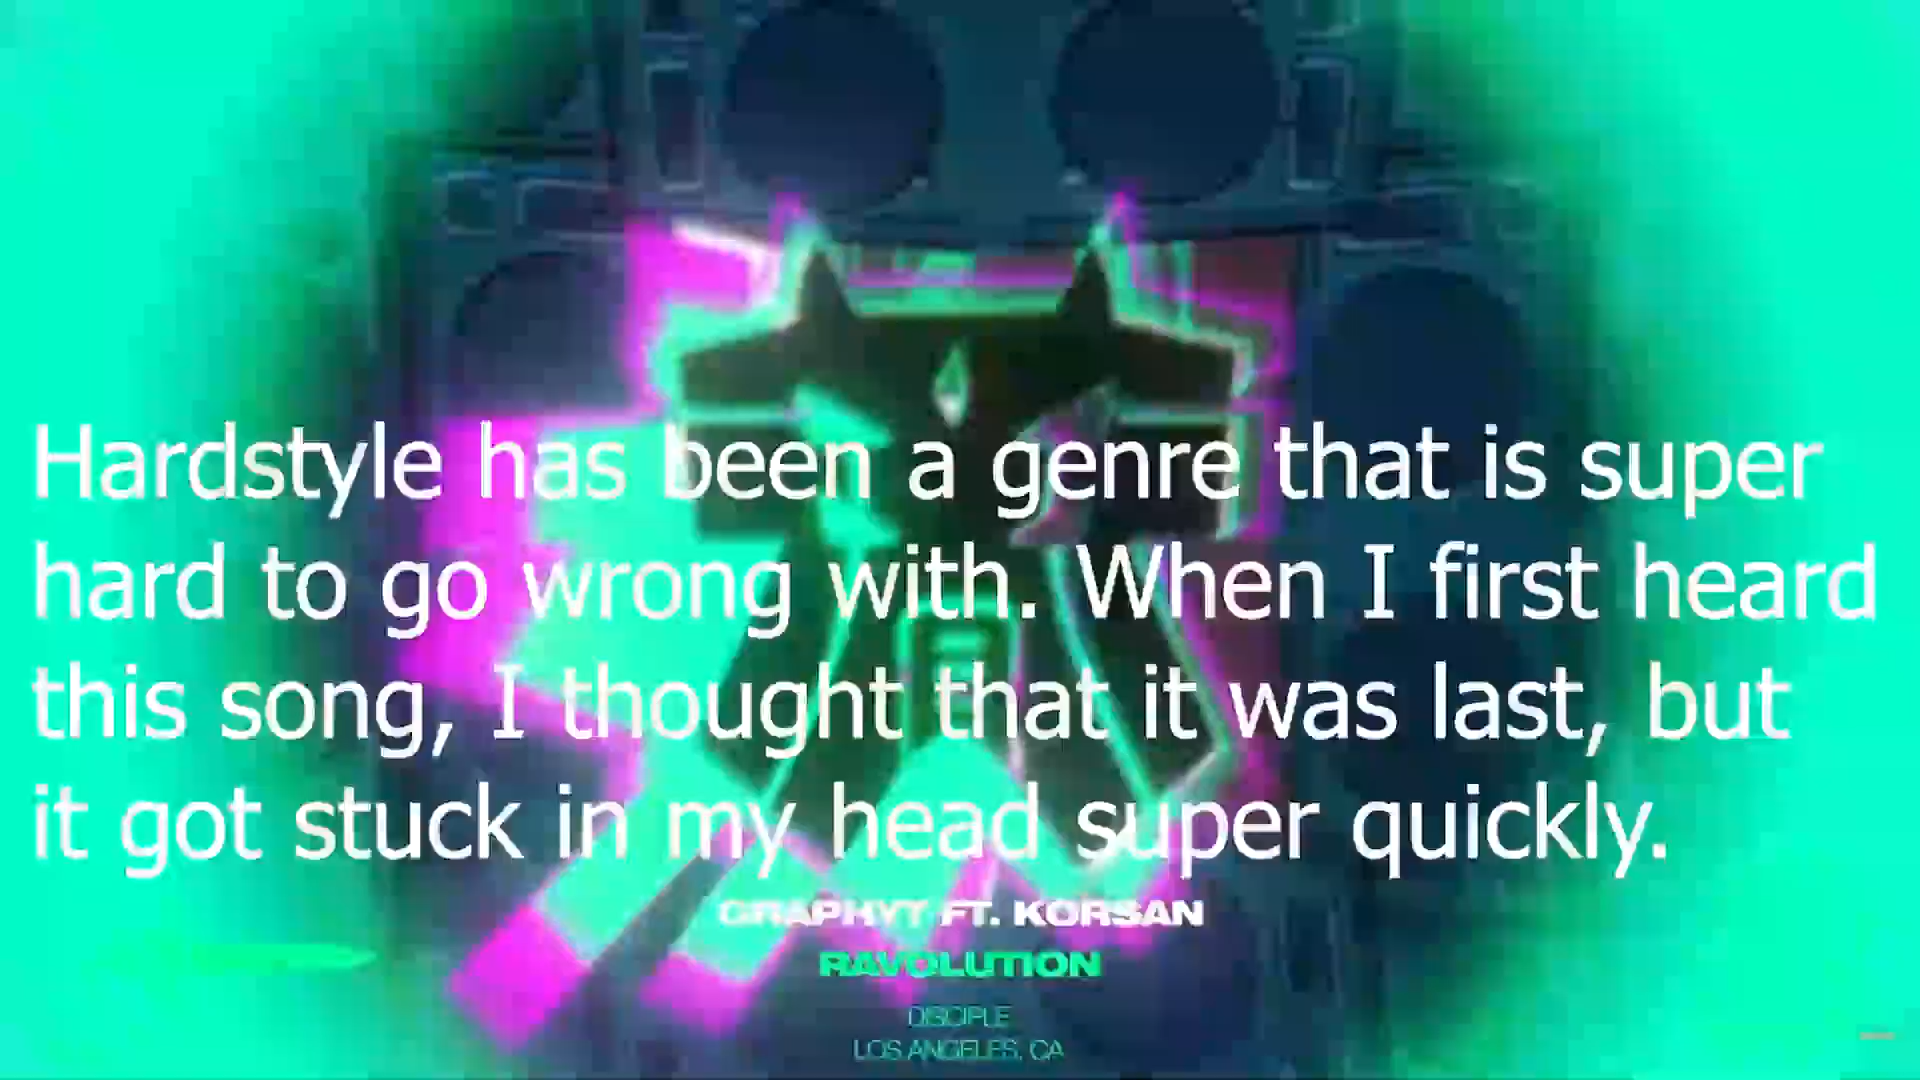 Hardstyle has been a genre that is super
hard to go wrong with. When I first heard
this song, I thought that it was last, but
it got stuck in my head super quickly.
GRAPHYT FT. KORSAN
RAVOLUTION
DISCIPLE
LOS ANGELES, CA